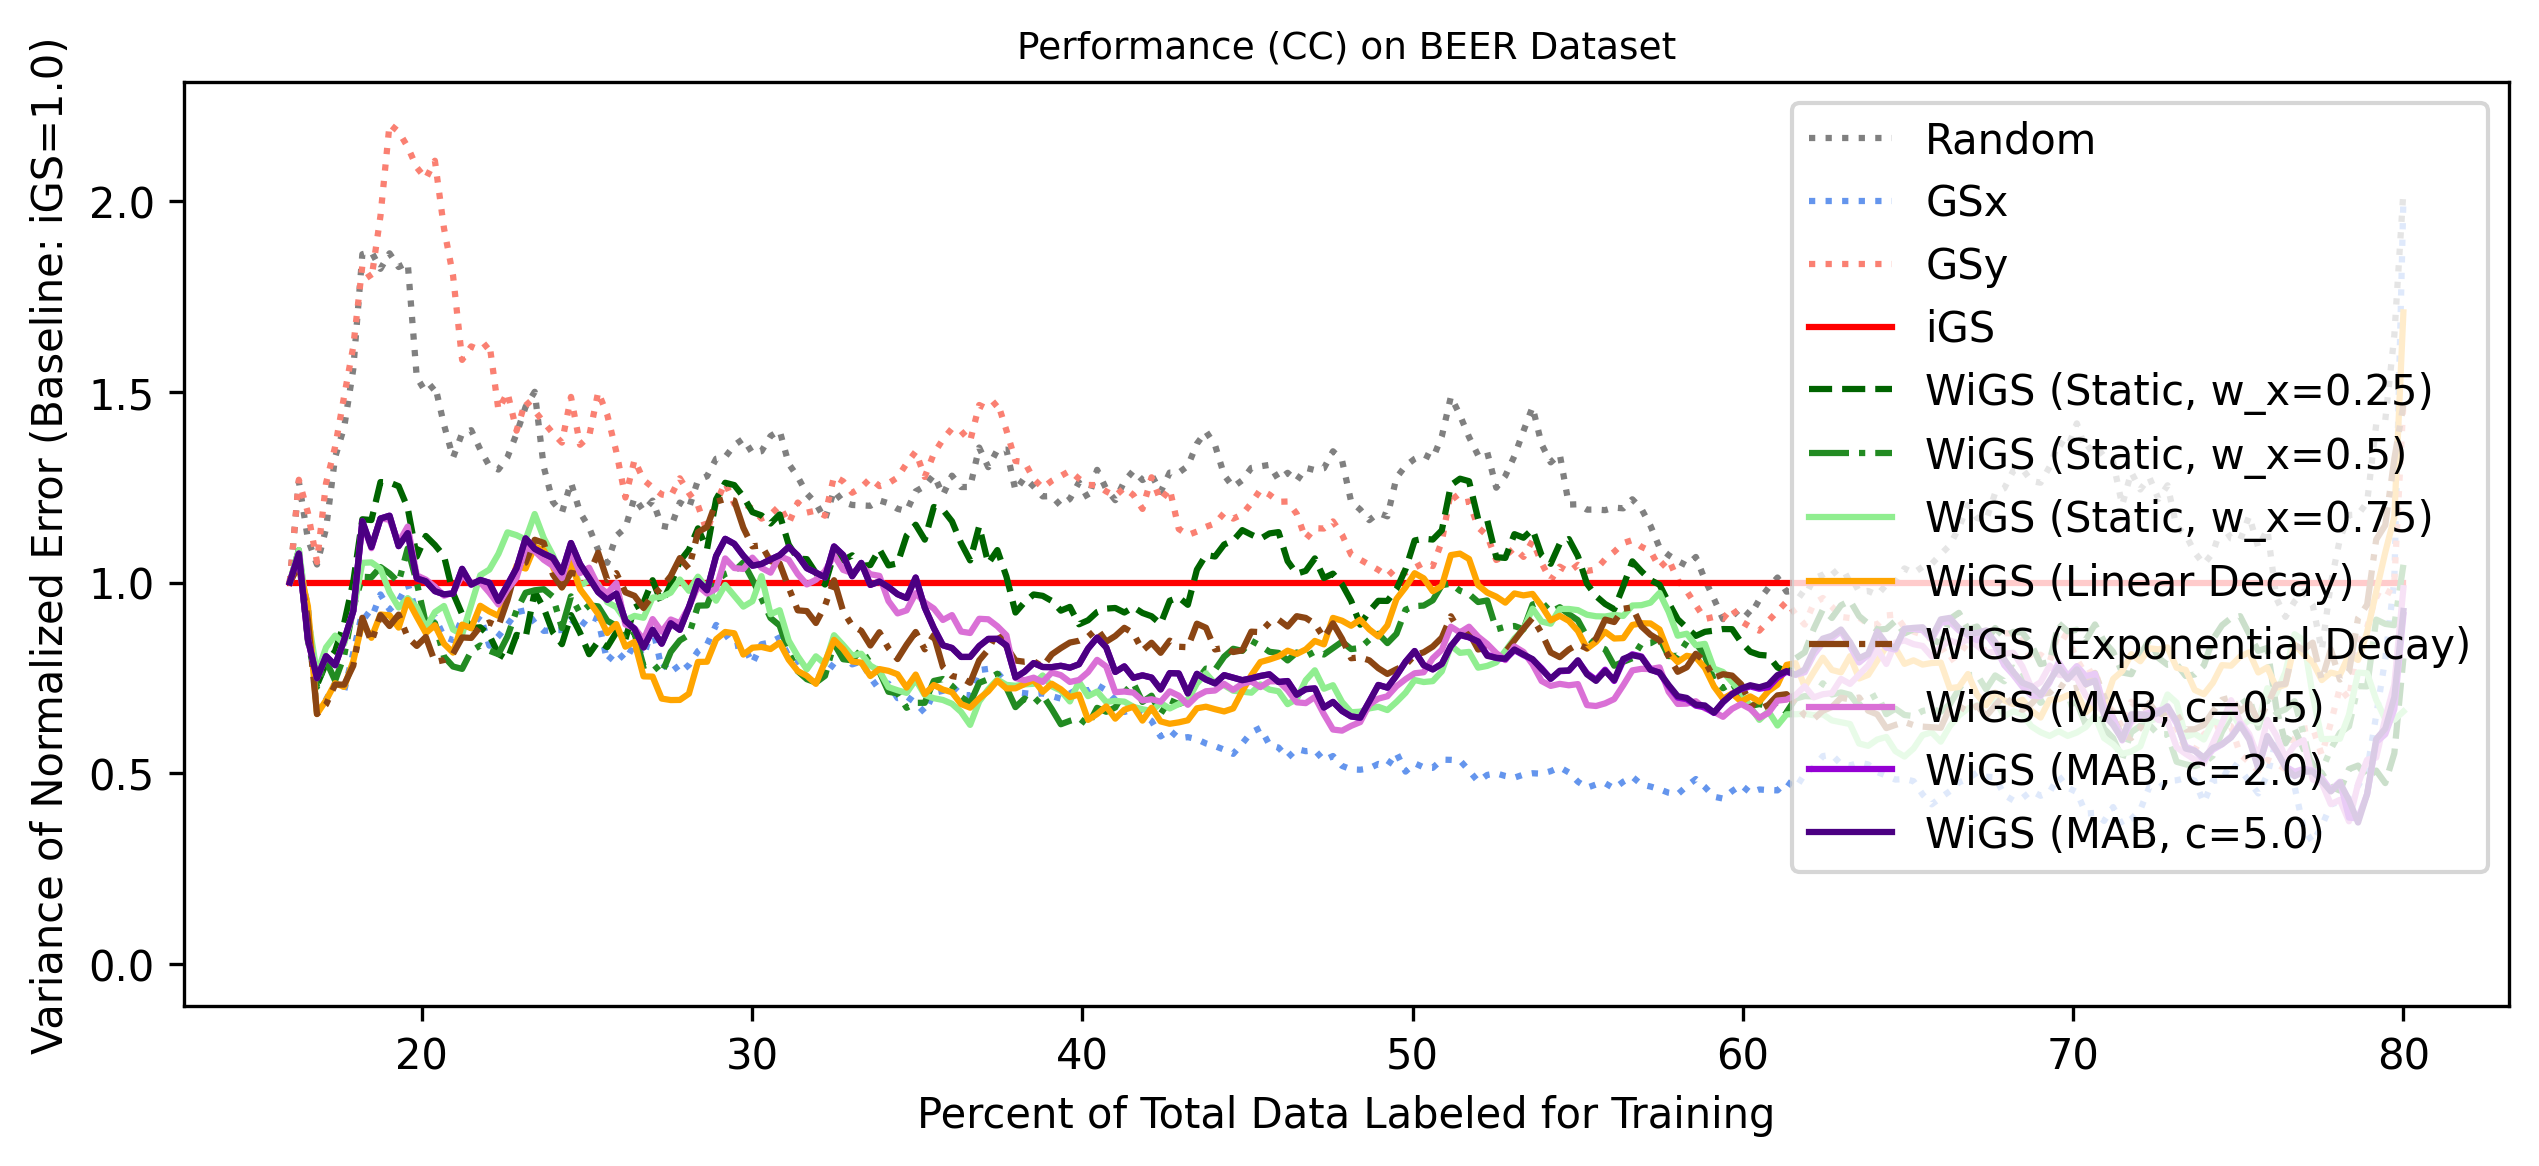 Performance (CC) on BEER Dataset
Variance of Normalized Error (Baseline: iGS=1.0)
2.0
1.5
1.0
0.5
0.0
Random
GSx
GSy
iGS
WiGS (Static, w_x=0.25)
WiGS (Static, w_x=0.5)
WiGS (Static, w_x=0.75)
WiGS (Linear Decay)
WiGS (Exponential Decay)
WiGS (MAB, c=0.5)
WiGS (MAB, c=2.0)
WiGS (MAB, c=5.0)
20 30 40 50 60 70 80
Percent of Total Data Labeled for Training